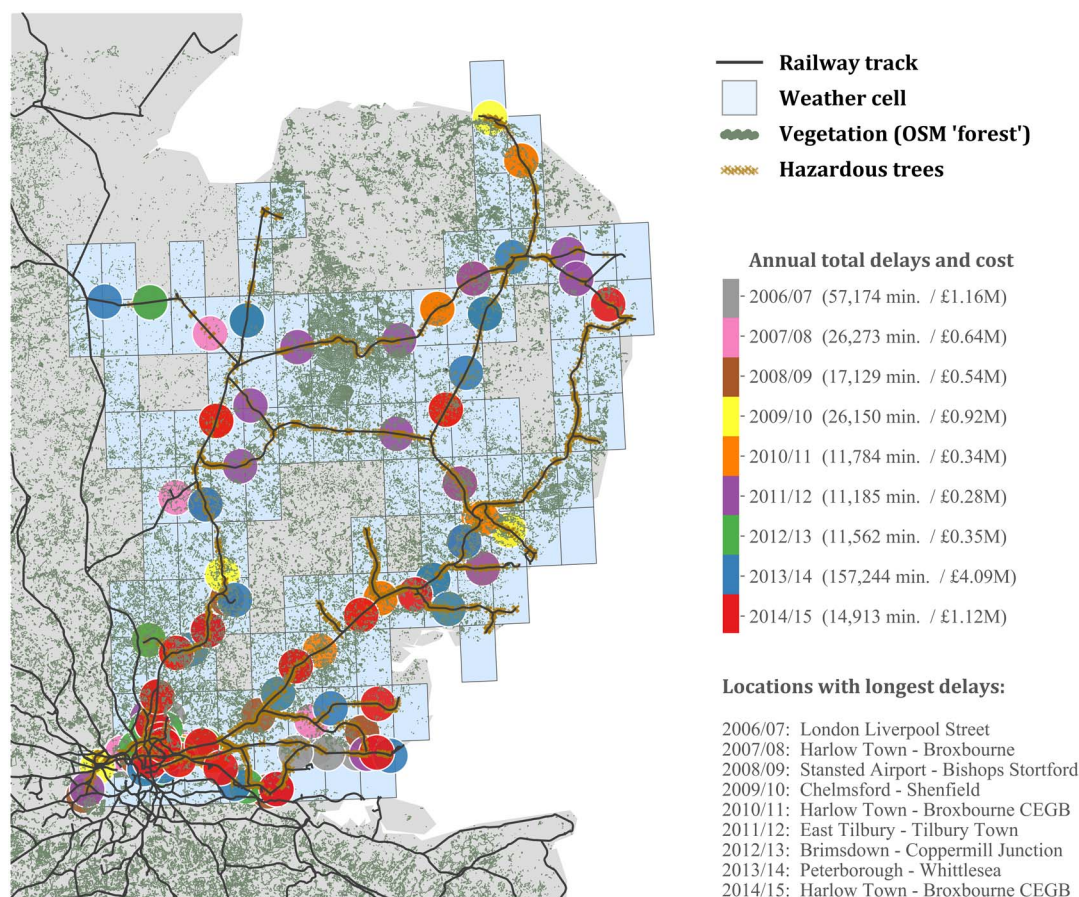 Railway track
Weather cell
Vegetation (OSM 'forest')
Hazardous trees
Annual total delays and cost
2006/07 (57,174 min. / £1.16M)
2007/08 (26,273 min. / £0.64M)
2008/09 (17,129 min. / £0.54M)
2009/10 (26,150 min. / £0.92M)
2010/11 (11,784 min. / £0.34M)
2011/12 (11,185 min. / £0.28M)
2012/13 (11,562 min. / £0.35M)
2013/14 (157,244 min. / £4.09M)
2014/15 (14,913 min. / £1.12M)
Locations with longest delays:
2006/07: London Liverpool Street
2007/08: Harlow Town - Broxbourne
2008/09: Stansted Airport - Bishops Stortford
2009/10: Chelmsford - Shenfield
2010/11: Harlow Town - Broxbourne CEGB
2011/12: East Tilbury - Tilbury Town
2012/13: Brimsdown - Coppermill Junction
2013/14: Peterborough - Whittlesea
2014/15: Harlow Town - Broxbourne CEGB